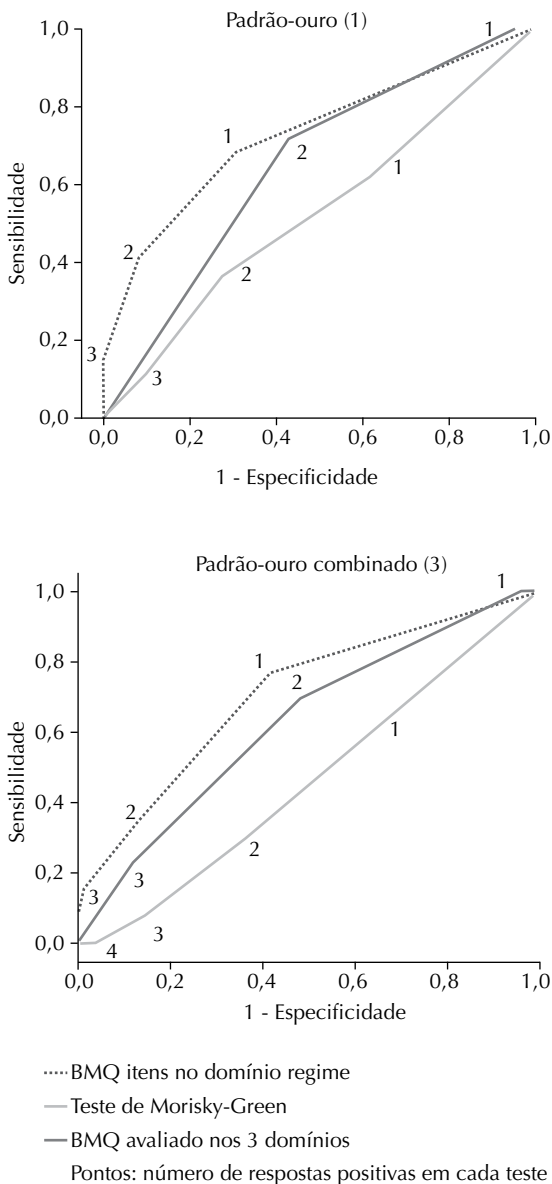 Padrão-ouro (1)
1,0
0,8
0,6
0,4
0,2
0,0
Sensibilidade
1
1
2
1
2
2
3
3
0,0 0,2 0,4 0,6 0,8 1,0
1 - Especificidade
Padrão-ouro combinado (3)
1,0
0,8
0,6
0,4
0,2
0,0
Sensibilidade
1
1
2
1
2
2
3
3
3
4
0,0 0,2 0,4 0,6 0,8 1,0
1 - Especificidade
BMQ itens no domínio regime
Teste de Morisky-Green
BMQ avaliado nos 3 domínios
Pontos: número de respostas positivas em cada teste